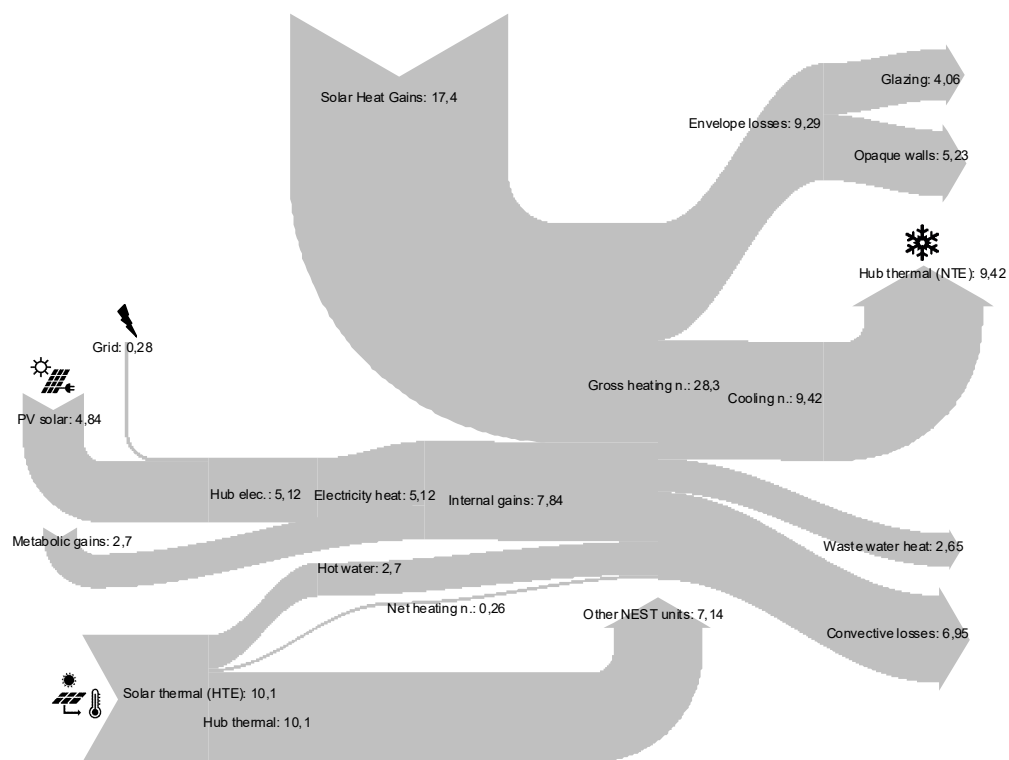 Glazing: 4,06
Solar Heat Gains: 17,4
Envelope losses: 9,29
Opaque walls: 5,23
Hub thermal (NTE): 9,42
Grid: 0,28
Gross heating n.: 28,3
Cooling n.: 9,42
PV solar: 4,84
Hub elec.: 5,12
Electricity heat: 5,12
Internal gains: 7,84
Metabolic gains: 2,7
Waste water heat: 2,65
Hot water: 2,7
Net heating n.: 0,26
Other NEST units: 7,14
Convective losses: 6,95
Solar thermal (HTE): 10,1
Hub thermal: 10,1